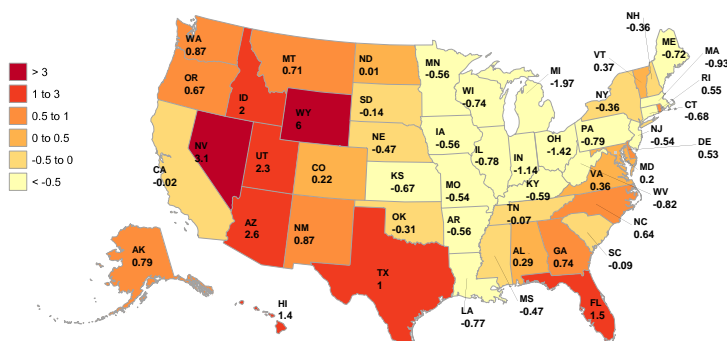 > 3
1 to 3
0.5 to 1
0 to 0.5
-0.5 to 0
< -0.5
WA
0.87
OR
0.67
CA
-0.02
NV
3.1
ID
2
MT
0.71
WY
6
UT
2.3
AZ
2.6
CO
0.22
NM
0.87
ND
0.01
SD
-0.14
NE
-0.47
KS
-0.67
OK
-0.31
TX
1
MN
-0.56
IA
-0.56
MO
-0.54
AR
-0.56
LA
-0.77
WI
-0.74
IL
-0.78
MI
-1.97
IN
-1.14
OH
-1.42
KY
-0.59
TN
-0.07
MS
-0.47
AL
0.29
GA
0.74
FL
1.5
SC
-0.09
NC
0.64
VA
0.36
WV
-0.82
MD
0.2
DE
0.53
PA
-0.79
NJ
-0.54
NY
-0.36
CT
-0.68
RI
0.55
MA
-0.93
VT
0.37
NH
-0.36
ME
-0.72
AK
0.79
HI
1.4